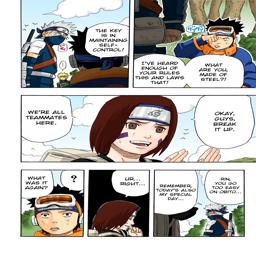 WHAT
ARE YOU,
MADE OF
STEEL?!
I'VE HEARD
ENOUGH OF
YOUR RULES
THIS AND LAWS
THAT!
THE KEY
IS IN
MAINTAINING
SELF-
CONTROL!
OKAY,
GUYS,
BREAK
IT UP.
WE'RE ALL
TEAMMATES
HERE.
RIN,
YOU GO
TOO EASY
ON OBITO.
REMEMBER,
TODAY'S ALSO
MY SPECIAL
DAY...
UR...
RIGHT...
?
WHAT
WAS IT
AGAIN?